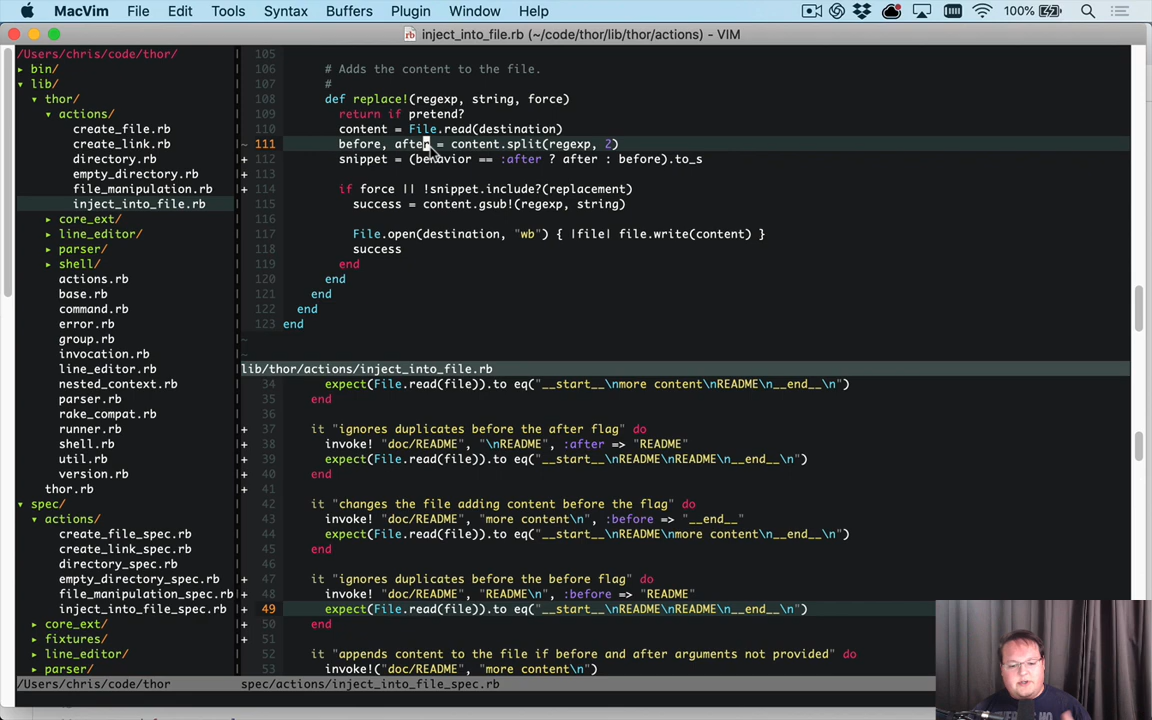 MacVim File Edit Tools Syntax Buffers Plugin Window Help 100%
inject_into_file.rb (~/code/thor/lib/thor/actions) - VIM
/Users/chris/code/thor/
▸ bin/
▾ lib/
▾ thor/
▾ actions/
create_file.rb
create_link.rb
directory.rb
empty_directory.rb
file_manipulation.rb
inject_into_file.rb
▸ core_ext/
▸ line_editor/
▸ parser/
▸ shell/
actions.rb
base.rb
command.rb
error.rb
group.rb
invocation.rb
line_editor.rb
nested_context.rb
parser.rb
rake_compat.rb
runner.rb
shell.rb
util.rb
version.rb
thor.rb
▾ spec/
▾ actions/
create_file_spec.rb
create_link_spec.rb
directory_spec.rb
empty_directory_spec.rb
file_manipulation_spec.rb
inject_into_file_spec.rb
▸ core_ext/
▸ fixtures/
▸ line_editor/
▸ parser/
/Users/chris/code/thor
105
106 # Adds the content to the file.
107 #
108 def replace!(regexp, string, force)
109 return if pretend?
110 content = File.read(destination)
~ 111 before, after = content.split(regexp, 2)
+ 112 snippet = (behavior == :after ? after : before).to_s
+ 113
+ 114 if force || !snippet.include?(replacement)
115 success = content.gsub!(regexp, string)
116
117 File.open(destination, "wb") { |file| file.write(content) }
118 success
119 end
120 end
121 end
122 end
123 end
~
~
lib/thor/actions/inject_into_file.rb
34 expect(File.read(file)).to eq("__start__\nmore content\nREADME\n__end__\n")
35 end
36
+ 37 it "ignores duplicates before the after flag" do
+ 38 invoke! "doc/README", "\nREADME", :after => "README"
+ 39 expect(File.read(file)).to eq("__start__\nREADME\nREADME\n__end__\n")
+ 40 end
+ 41
42 it "changes the file adding content before the flag" do
43 invoke! "doc/README", "more content\n", :before => "__end__"
44 expect(File.read(file)).to eq("__start__\nREADME\nmore content\n__end__\n")
45 end
46
+ 47 it "ignores duplicates before the before flag" do
+ 48 invoke! "doc/README", "README\n", :before => "README"
+ 49 expect(File.read(file)).to eq("__start__\nREADME\nREADME\n__end__\n")
+ 50 end
+ 51
52 it "appends content to the file if before and after arguments not provided" do
53 invoke!("doc/README", "more content\n")
spec/actions/inject_into_file_spec.rb